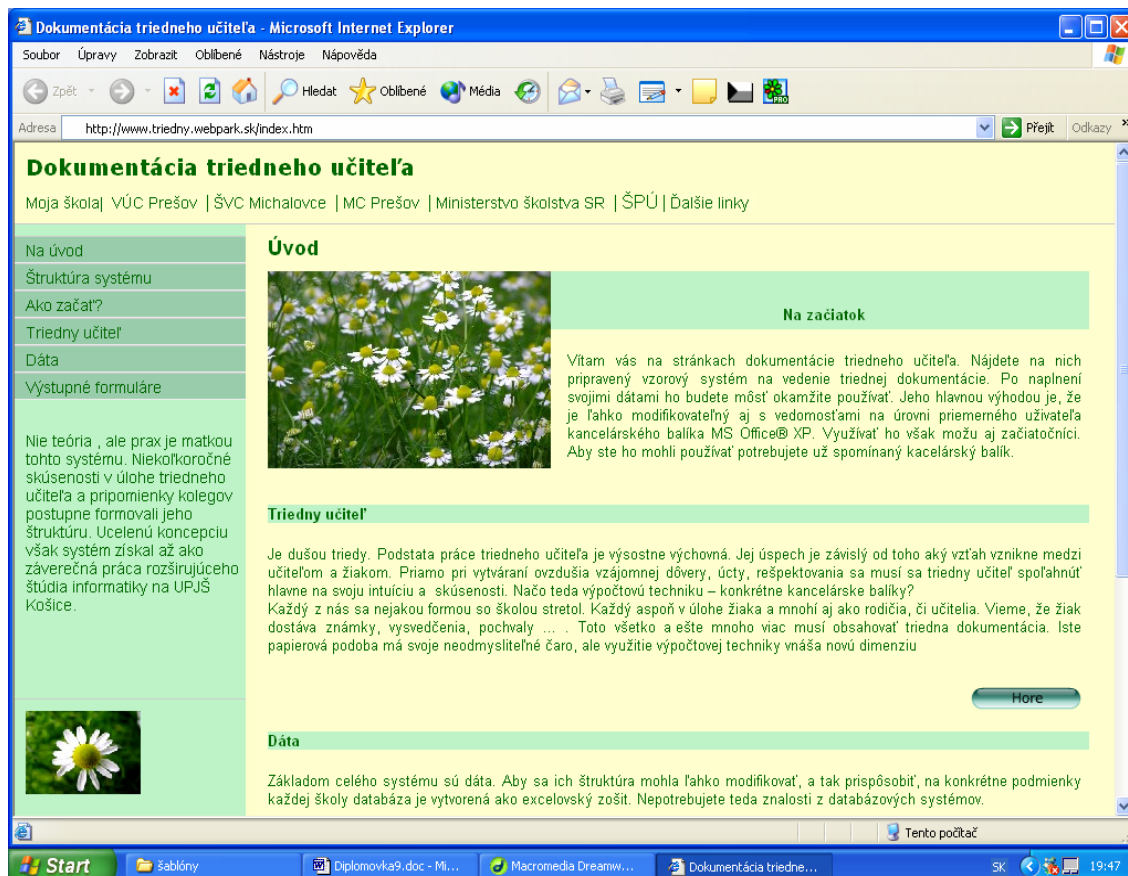 Dokumentácia triedneho učiteľa - Microsoft Internet Explorer
Soubor Úpravy Zobrazit Oblíbené Nástroje Nápověda
Zpět Hledat Oblíbené Média PRO
Adresa http://www.triedny.webpark.sk/index.htm Přejít Odkazy »
Dokumentácia triedneho učiteľa
Moja škola| VÚC Prešov | ŠVC Michalovce | MC Prešov | Ministerstvo školstva SR | ŠPÚ | Ďalšie linky
Na úvod
Štruktúra systému
Ako začať?
Triedny učiteľ
Dáta
Výstupné formuláre
Nie teória , ale prax je matkou
tohto systému. Niekoľkoročné
skúsenosti v úlohe triedneho
učiteľa a pripomienky kolegov
postupne formovali jeho
štruktúru. Ucelenú koncepciu
však systém získal až ako
záverečná práca rozširujúceho
štúdia informatiky na UPJŠ
Košice.
Úvod
Na začiatok
Vítam vás na stránkach dokumentácie triedneho učiteľa. Nájdete na nich
pripravený vzorový systém na vedenie triednej dokumentácie. Po naplnení
svojimi dátami ho budete môsť okamžite používať. Jeho hlavnou výhodou je, že
je ľahko modifikovateľný aj s vedomosťami na úrovni priemerného uživateľa
kancelárského balíka MS Office® XP. Využívať ho však možu aj začiatočníci.
Aby ste ho mohli používať potrebujete už spomínaný kacelárský balík.
Triedny učiteľ
Je dušou triedy. Podstata práce triedneho učiteľa je výsostne výchovná. Jej úspech je závislý od toho aký vzťah vznikne medzi
učiteľom a žiakom. Priamo pri vytváraní ovzdušia vzájomnej dôvery, úcty, rešpektovania sa musí sa triedny učiteľ spoľahnúť
hlavne na svoju intuíciu a skúsenosti. Načo teda výpočtovú techniku – konkrétne kancelárske balíky?
Každý z nás sa nejakou formou so školou stretol. Každý aspoň v úlohe žiaka a mnohí aj ako rodičia, či učitelia. Vieme, že žiak
dostáva známky, vysvedčenia, pochvaly ... . Toto všetko a ešte mnoho viac musí obsahovať triedna dokumentácia. Iste
papierová podoba má svoje neodmysliteľné čaro, ale využitie výpočtovej techniky vnáša novú dimenziu
Hore
Dáta
Základom celého systému sú dáta. Aby sa ich štruktúra mohla ľahko modifikovať, a tak prispôsobiť, na konkrétne podmienky
každej školy databáza je vytvorená ako excelovský zošit. Nepotrebujete teda znalosti z databázových systémov.
Tento počítač
Start šablóny Diplomovka9.doc - Mi... Macromedia Dreamw... Dokumentácia triedne... SK 19:47